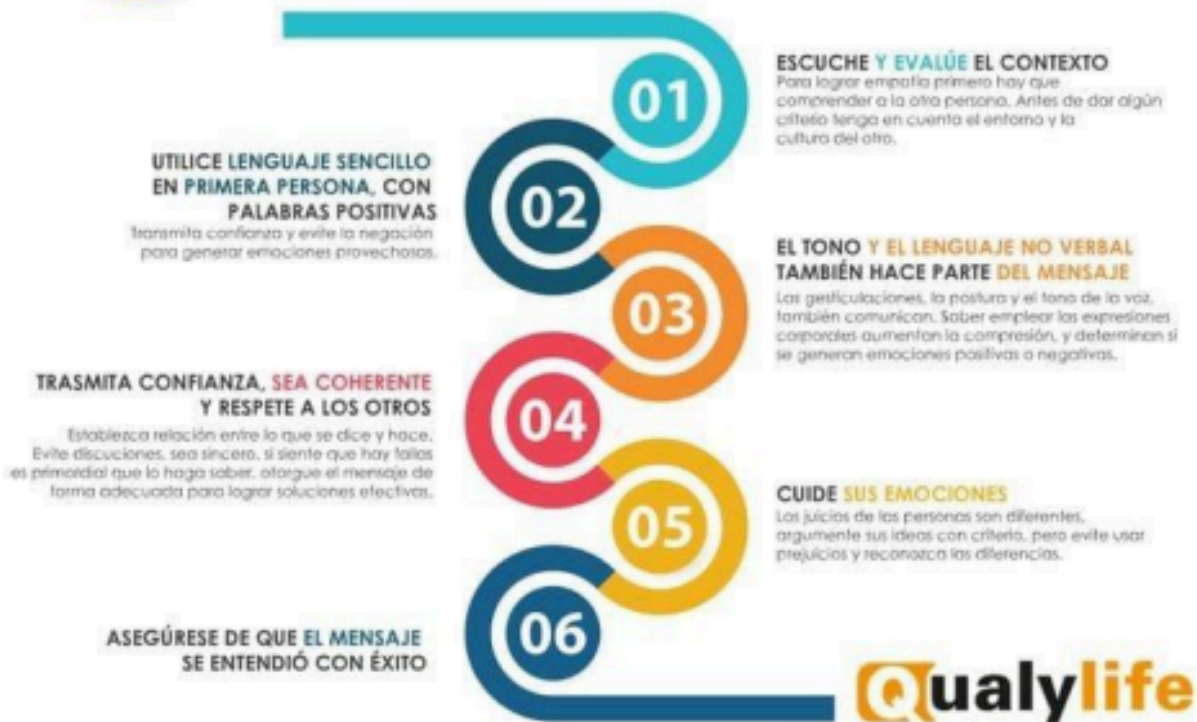 01
ESCUCHE Y EVALÚE EL CONTEXTO
Para lograr empatía primero hay que
comprender a la otra persona. Antes de dar algún
criterio tenga en cuenta el entorno y la
cultura del otro.
UTILICE LENGUAJE SENCILLO
EN PRIMERA PERSONA, CON
PALABRAS POSITIVAS
Transmita confianza y evite la negación
para generar emociones provechosas.
02
03
EL TONO Y EL LENGUAJE NO VERBAL
TAMBIÉN HACE PARTE DEL MENSAJE
Las gesticulaciones, la postura y el tono de la voz,
también comunican. Saber emplear las expresiones
corporales aumentan la compresión, y determinan si
se generan emociones positivas o negativas.
TRASMITA CONFIANZA, SEA COHERENTE
Y RESPETE A LOS OTROS
Establezca relación entre lo que se dice y hace.
Evite discuciones, sea sincero, si siente que hay fallas
es primordial que lo haga saber, otorgue el mensaje de
forma adecuada para lograr soluciones efectivas.
04
05
CUIDE SUS EMOCIONES
Los juicios de las personas son diferentes,
argumente sus ideas con criterio, pero evite usar
prejuicios y reconozca las diferencias.
ASEGÚRESE DE QUE EL MENSAJE
SE ENTENDIÓ CON ÉXITO
06
Qualylife